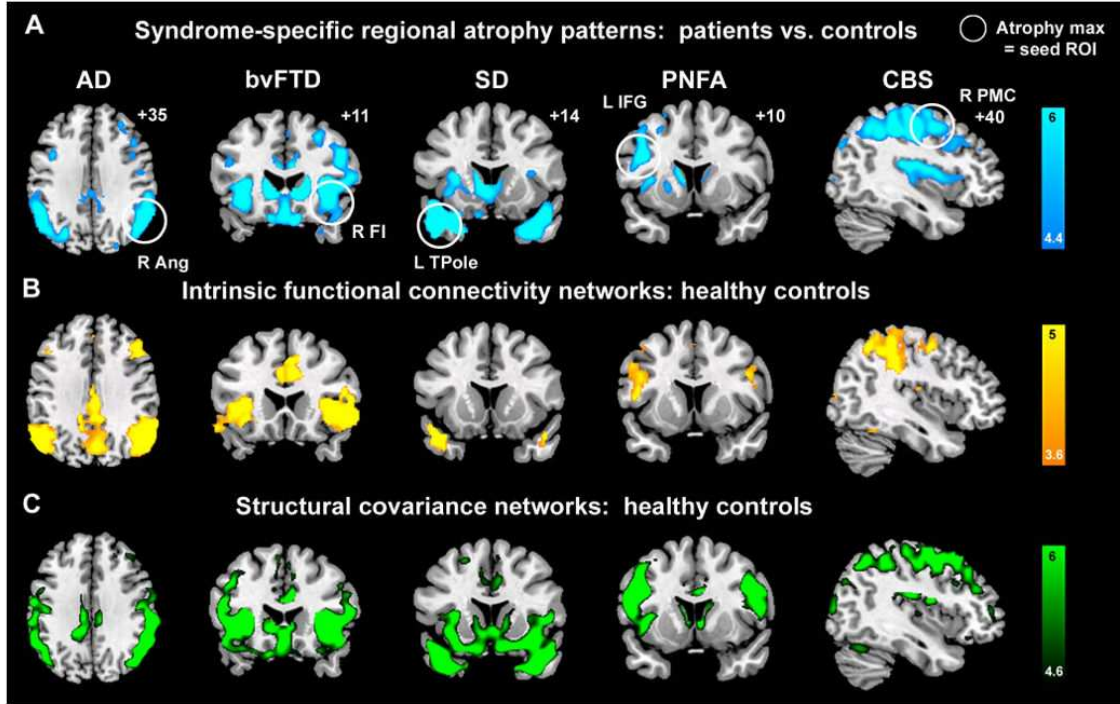 A
Syndrome-specific regional atrophy patterns: patients vs. controls
Atrophy max
= seed ROI
AD
bvFTD
SD
PNFA
CBS
+35
+11
+14
L IFG
+10
R PMC
+40
R Ang
R FI
L TPole
6
4.4
B
Intrinsic functional connectivity networks: healthy controls
5
3.6
C
Structural covariance networks: healthy controls
6
4.6